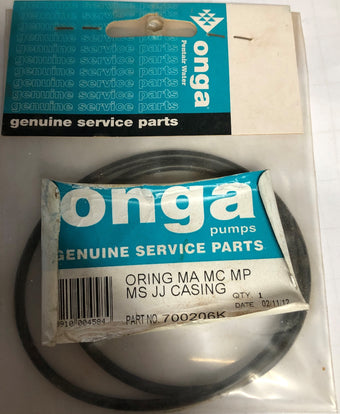 genuine service parts
genuine service parts
genuine service parts
genuine service parts
genuine service parts
genuine service parts
onga
Pentair Water
genuine service parts
onga
pumps
GENUINE SERVICE PARTS
ORING MA MC MP
MS JJ CASING
QTY. 1
DATE 02/11/17
PART NO. 700206K